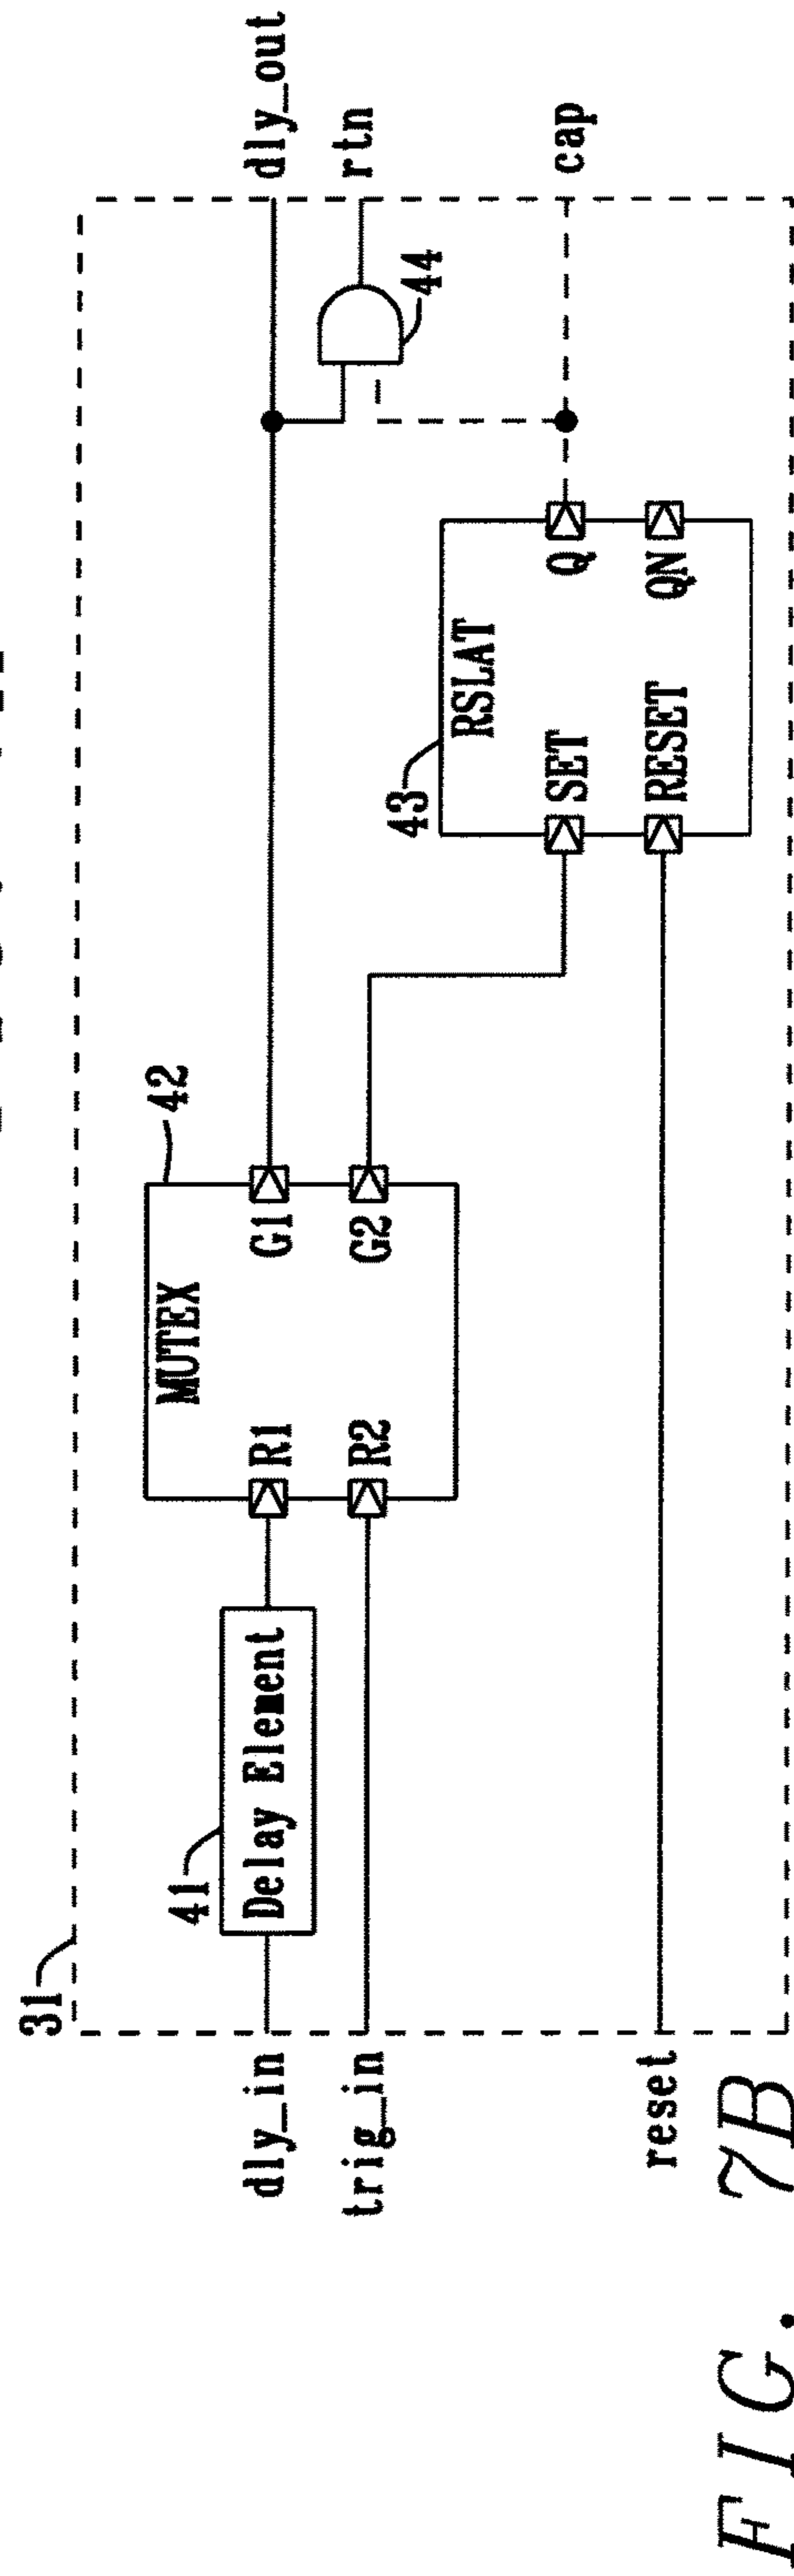 31
dly_in
trig_in
reset
41
Delay Element
MUTEX
42
R1
R2
G1
G2
43
RSLAT
SET
RESET
Q
QN
44
dly_out
rtn
cap
FIG. 7B